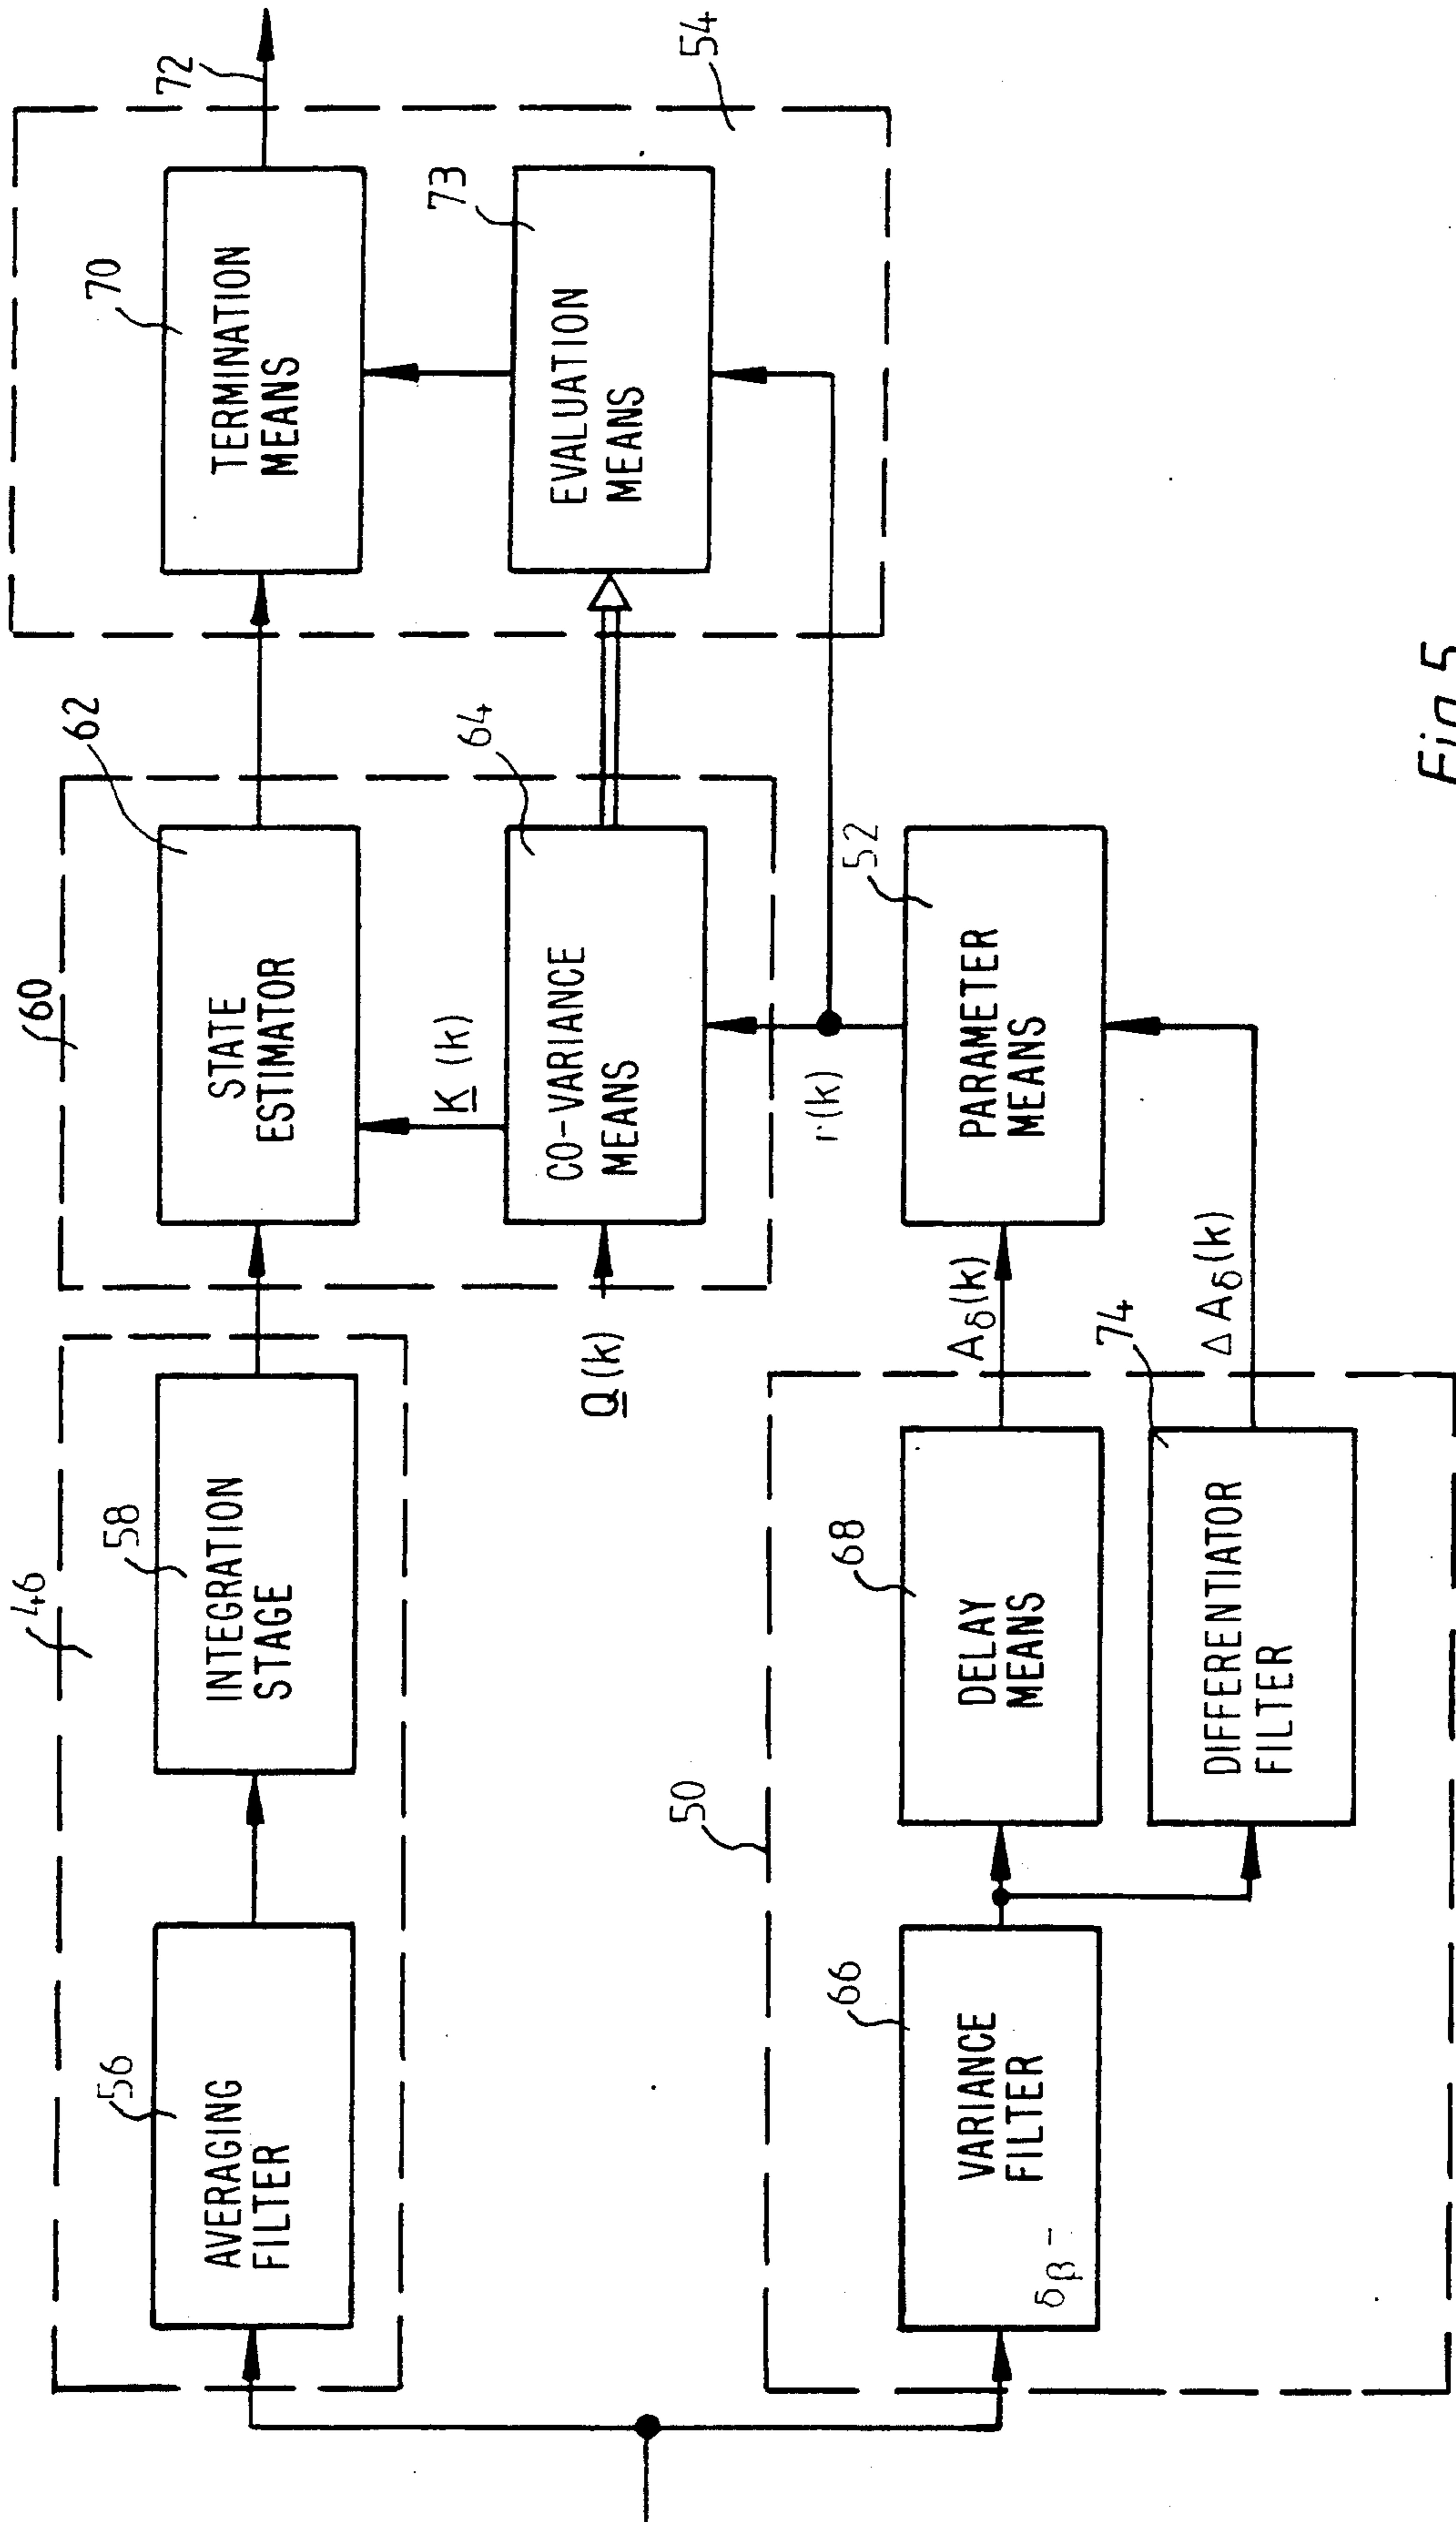 46
56
AVERAGING
FILTER
58
INTEGRATION
STAGE
60
62
STATE
ESTIMATOR
K (k)
64
CO-VARIANCE
MEANS
Q (k)
70
TERMINATION
MEANS
72
73
EVALUATION
MEANS
54
50
66
VARIANCE
FILTER
δβ-
68
DELAY
MEANS
74
DIFFERENTIATOR
FILTER
Aδ(k)
ΔAδ(k)
52
PARAMETER
MEANS
r(k)
Fig.5